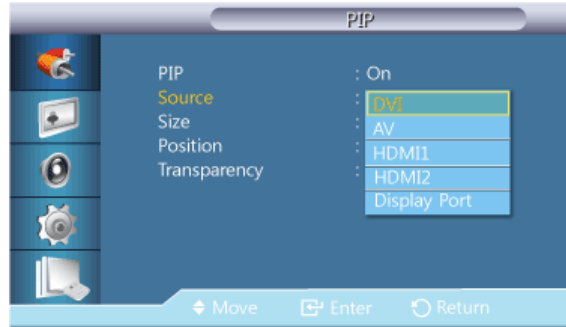 PIP
PIP : On
Source : DVI
Size : AV
Position : HDMI1
Transparency : HDMI2
Display Port
Move Enter Return